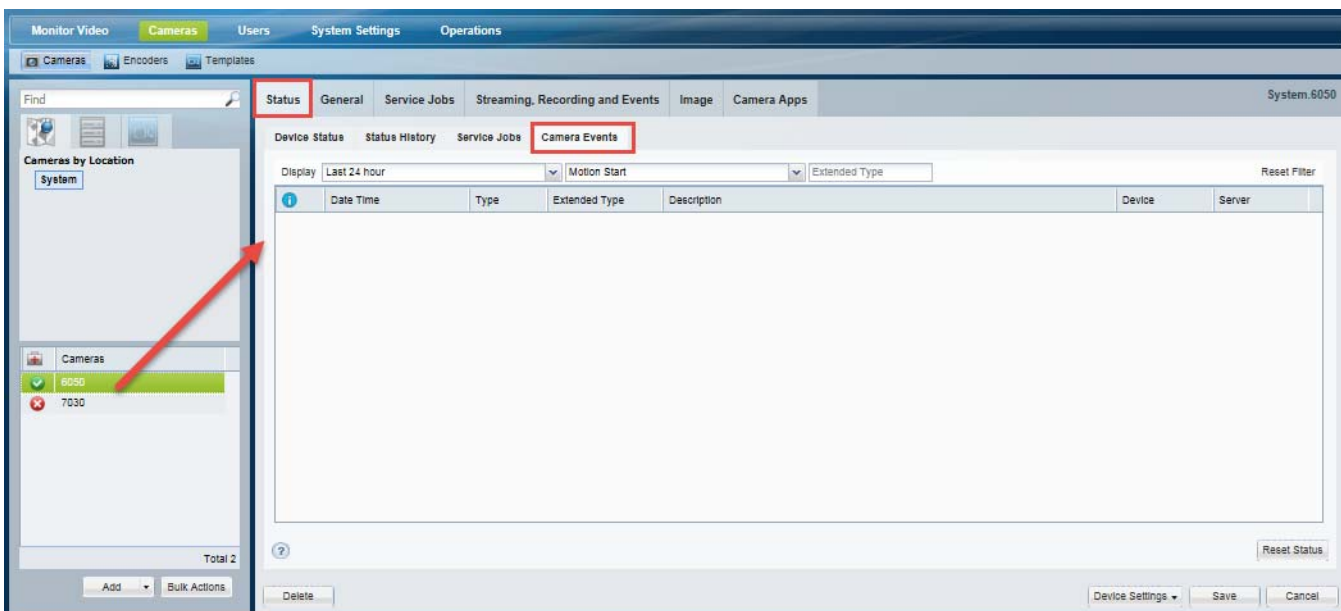 Monitor Video Cameras Users System Settings Operations
Cameras Encoders Templates
Find
Status General Service Jobs Streaming, Recording and Events Image Camera Apps System.6050
Device Status Status History Service Jobs Camera Events
Cameras by Location
System
Display Last 24 hour Motion Start Extended Type Reset Filter
Date Time Type Extended Type Description Device Server
Cameras
6050
7030
Total 2
Add Bulk Actions
? Reset Status
Delete Device Settings Save Cancel